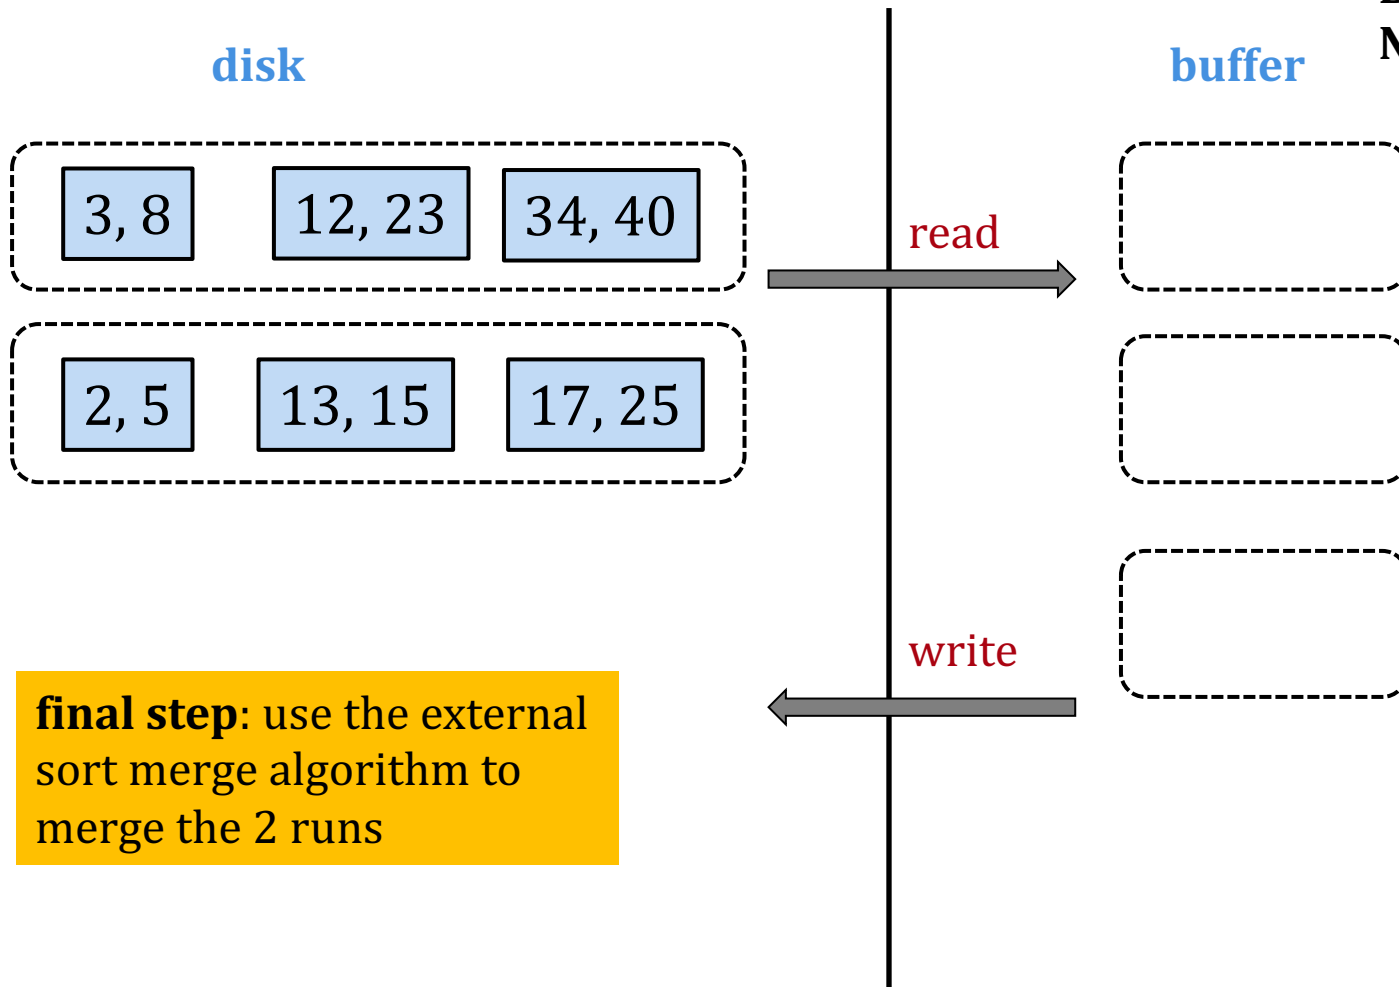 disk
buffer
3, 8
12, 23
34, 40
read
2, 5
13, 15
17, 25
write
final step: use the external
sort merge algorithm to
merge the 2 runs